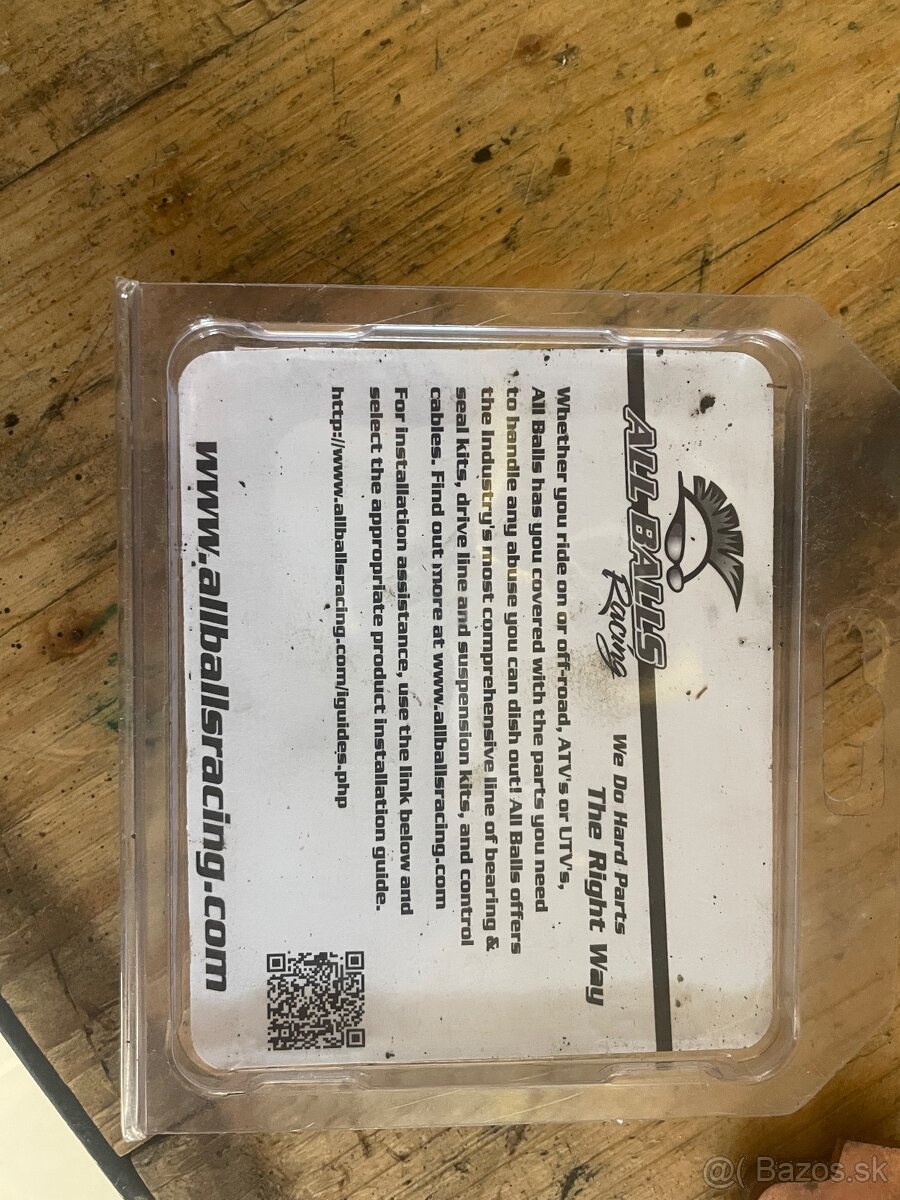 ALL BALLS
Racing
We Do Hard Parts
The Right Way
Whether you ride on or off-road, ATV's or UTV's,
All Balls has you covered with the parts you need
to handle any abuse you can dish out! All Balls offers
the Industry's most comprehensive line of bearing &
seal kits, drive line and suspension kits, and control
cables. Find out more at www.allballsracing.com
For installation assistance, use the link below and
select the appropriate product installation guide.
http://www.allballsracing.com/iguides.php
www.allballsracing.com
@( Bazos.sk